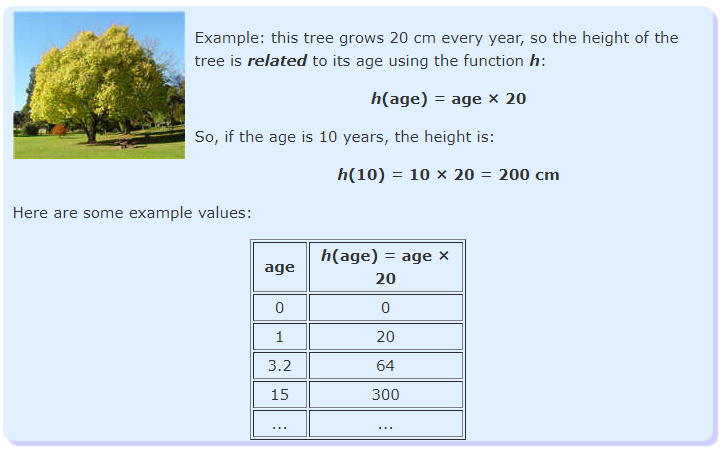 Example: this tree grows 20 cm every year, so the height of the
tree is related to its age using the function h:
h(age) = age × 20
So, if the age is 10 years, the height is:
h(10) = 10 × 20 = 200 cm
Here are some example values:
age
h(age) = age ×
20
0 0
1 20
3.2 64
15 300
... ...